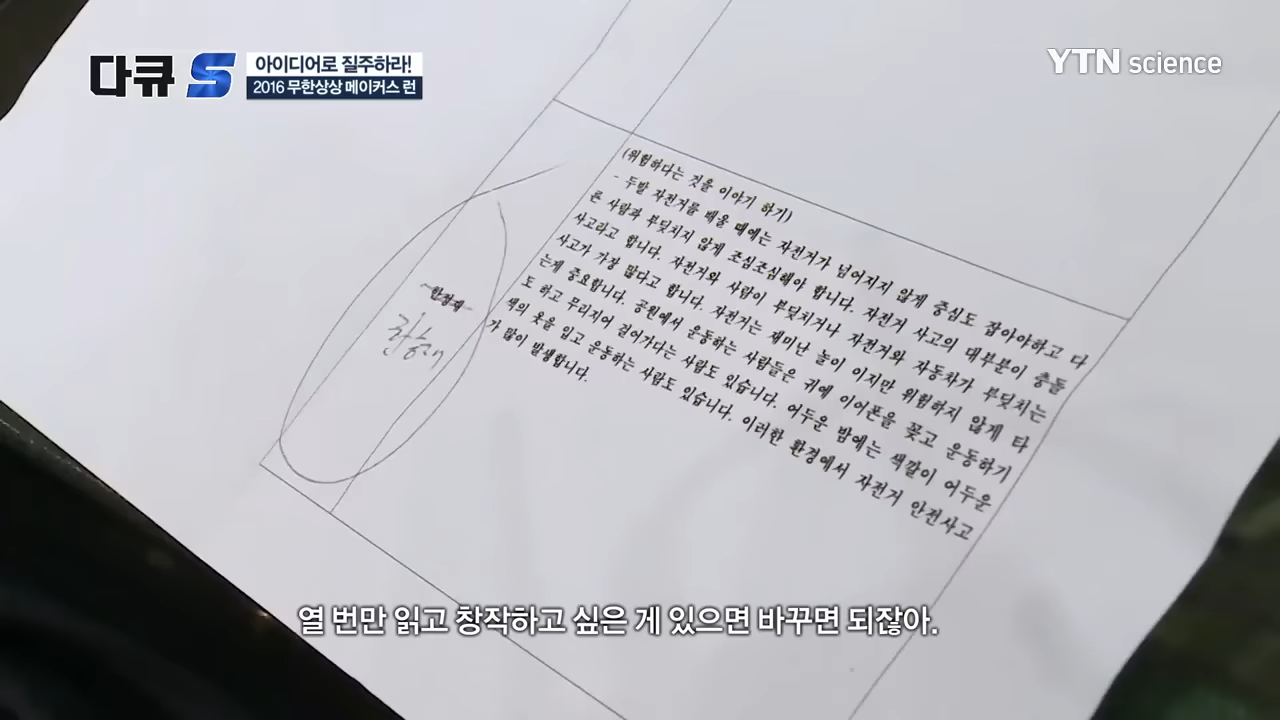 다큐 S
아이디어로 질주하라!
2016 무한상상 메이커스 런
YTN science
(위험하다는 것을 이야기 하기)
- 두발 자전거를 배울 때에는 자전거가 넘어지지 않게 중심도 잡아야하고 다
른 사람과 부딪치지 않게 조심조심해야 합니다. 자전거 사고의 대부분이 충돌
사고라고 합니다. 자전거와 사람이 부딪치거나 자전거와 자동차가 부딪치는
사고가 가장 많다고 합니다. 자전거는 재미난 놀이 이지만 위험하지 않게 타
는게 중요합니다. 공원에서 운동하는 사람들은 귀에 이어폰을 꽂고 운동하기
도 하고 무리지어 걸어가다는 사람도 있습니다. 어두운 밤에는 색깔이 어두운
색의 옷을 입고 운동하는 사람도 있습니다. 이러한 환경에서 자전거 안전사고
가 많이 발생합니다.
열 번만 읽고 창작하고 싶은 게 있으면 바꾸면 되잖아.